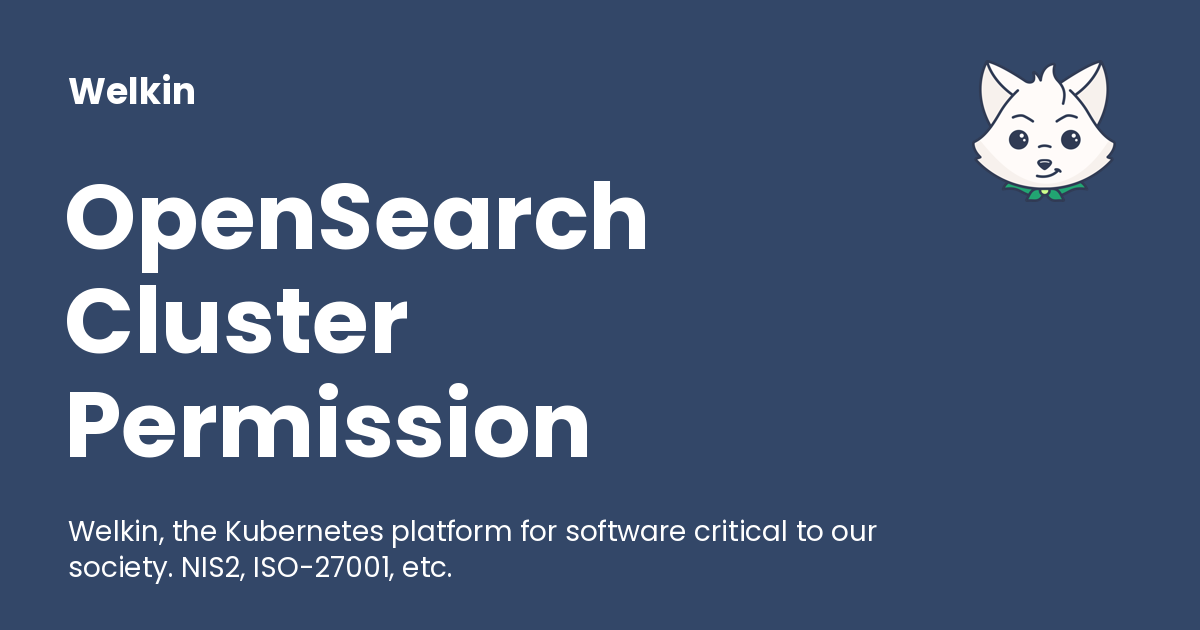 Welkin
OpenSearch
Cluster
Permission
Welkin, the Kubernetes platform for software critical to our
society. NIS2, ISO-27001, etc.